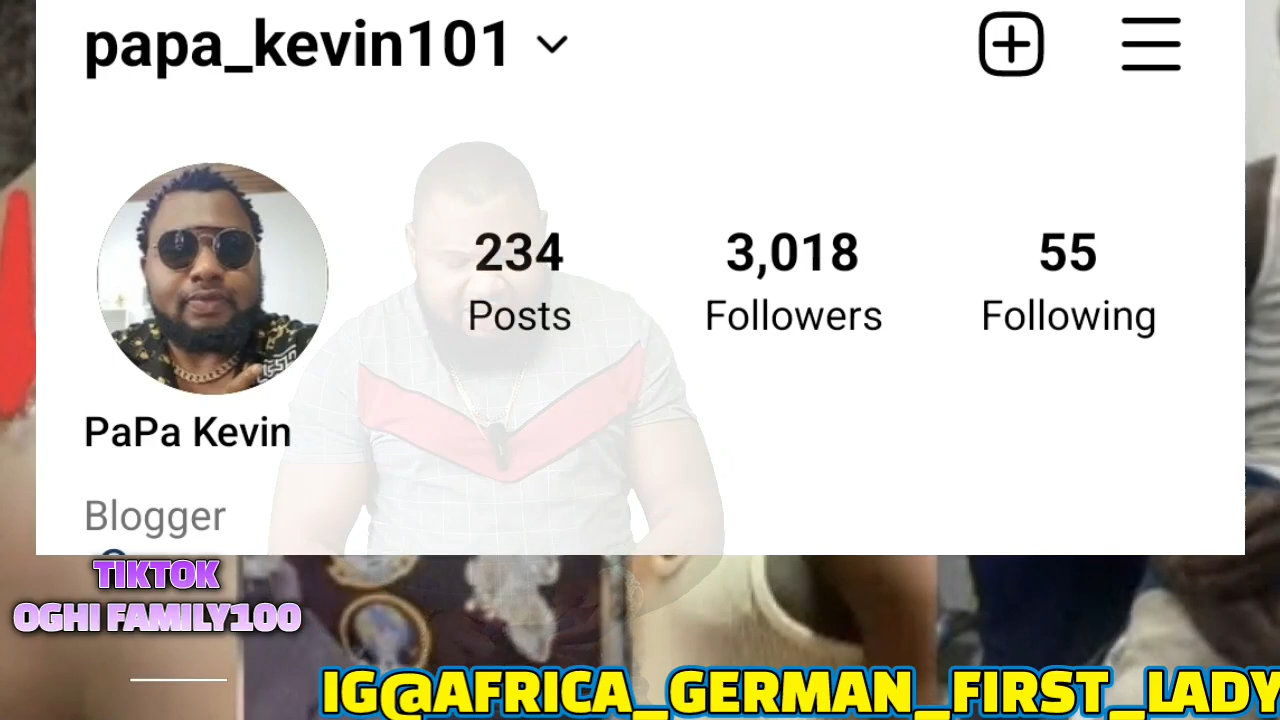 papa_kevin101
234
3,018
55
Posts
Followers
Following
PaPa Kevin
Blogger
TIKTOK
OGHI FAMILY100
IG@AFRICA_GERMAN_FIRST_LADY